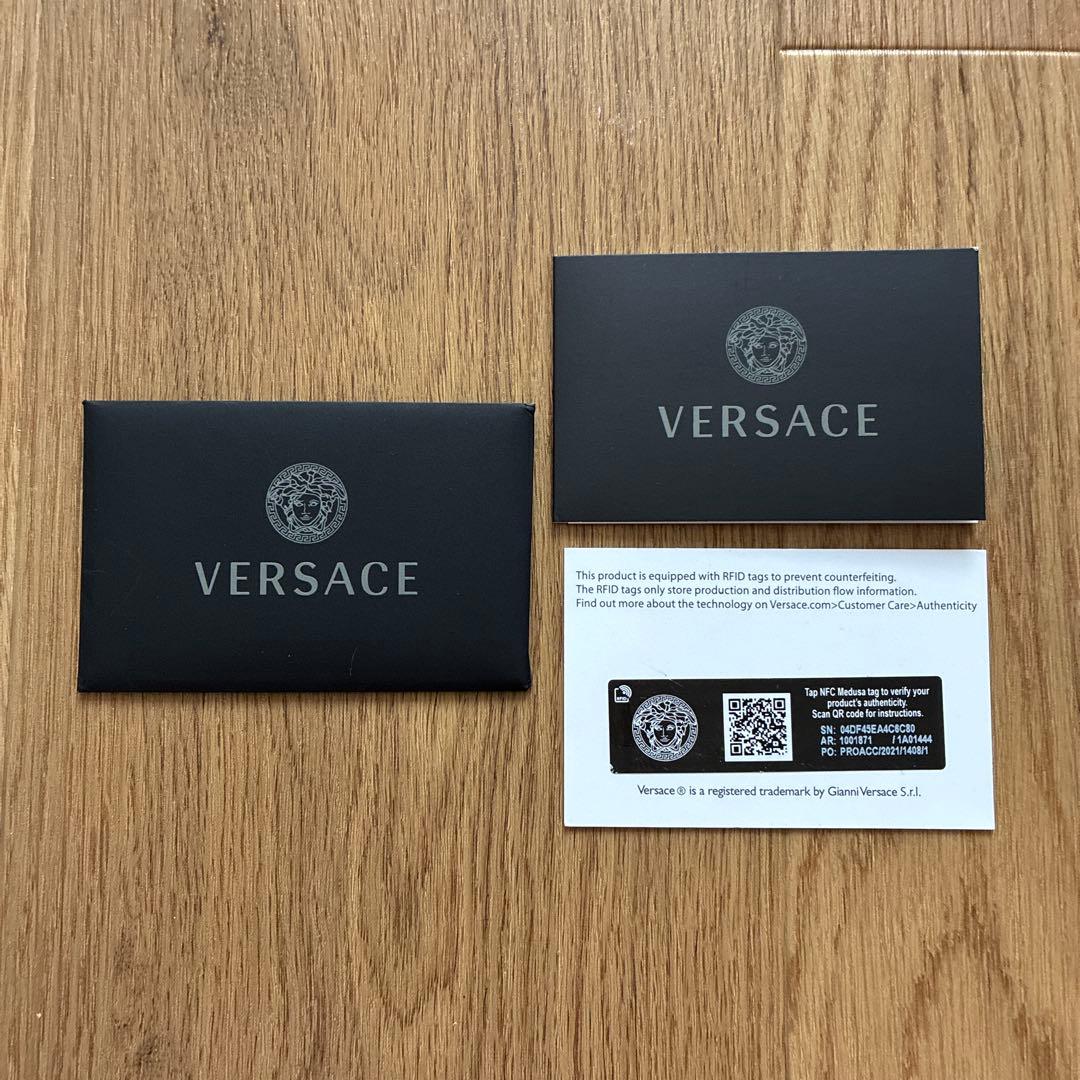 VERSACE
VERSACE
This product is equipped with RFID tags to prevent counterfeiting.
The RFID tags only store production and distribution flow information.
Find out more about the technology on Versace.com>Customer Care>Authenticity
RFID
Tap NFC Medusa tag to verify your
product's authenticity.
Scan QR code for instructions.
SN: 04DF45EA4C8C80
AR: 1001871 / 1A01444
PO: PROACC/2021/1408/1
Versace ® is a registered trademark by Gianni Versace S.r.l.